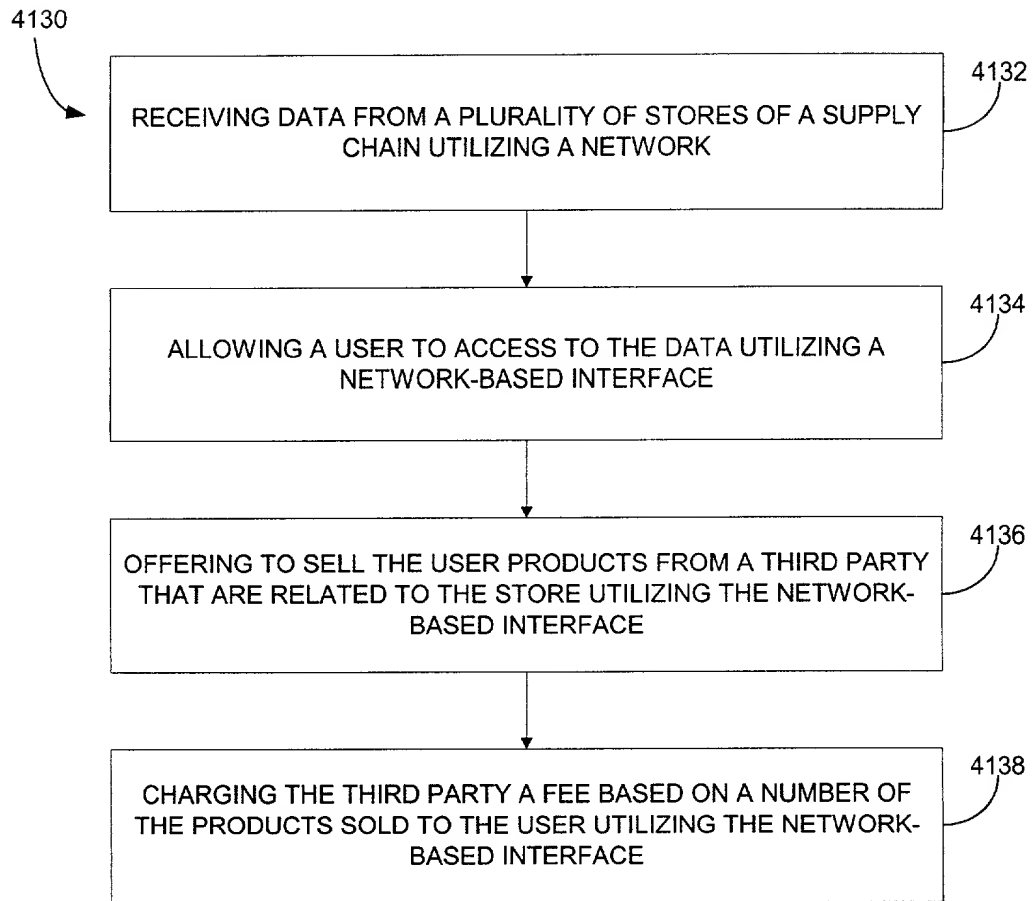 4130
4132
RECEIVING DATA FROM A PLURALITY OF STORES OF A SUPPLY
CHAIN UTILIZING A NETWORK
4134
ALLOWING A USER TO ACCESS TO THE DATA UTILIZING A
NETWORK-BASED INTERFACE
4136
OFFERING TO SELL THE USER PRODUCTS FROM A THIRD PARTY
THAT ARE RELATED TO THE STORE UTILIZING THE NETWORK-
BASED INTERFACE
4138
CHARGING THE THIRD PARTY A FEE BASED ON A NUMBER OF
THE PRODUCTS SOLD TO THE USER UTILIZING THE NETWORK-
BASED INTERFACE